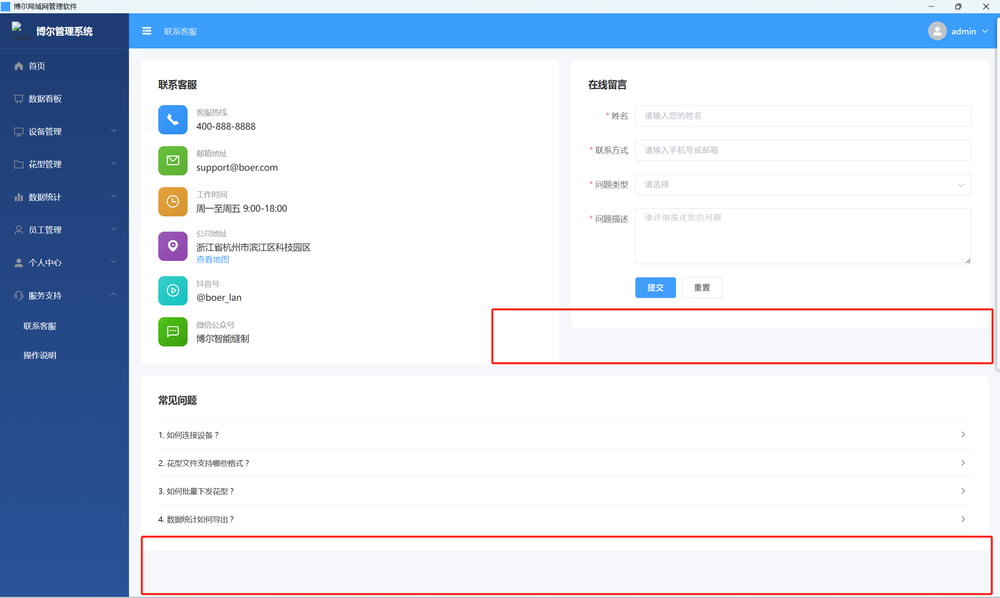 博尔局域网管理软件
Logo
博尔管理系统
联系客服
admin
首页
数据看板
设备管理
花型管理
数据统计
员工管理
个人中心
服务支持
联系客服
操作说明
联系客服
客服热线
400-888-8888
邮箱地址
support@boer.com
工作时间
周一至周五 9:00-18:00
公司地址
浙江省杭州市滨江区科技园区
查看地图
抖音号
@boer_lan
微信公众号
博尔智能缝制
在线留言
* 姓名 请输入您的姓名
* 联系方式 请输入手机号或邮箱
* 问题类型 请选择
* 问题描述 请详细描述您的问题
提交 重置
常见问题
1. 如何连接设备？
2. 花型文件支持哪些格式？
3. 如何批量下发花型？
4. 数据统计如何导出？